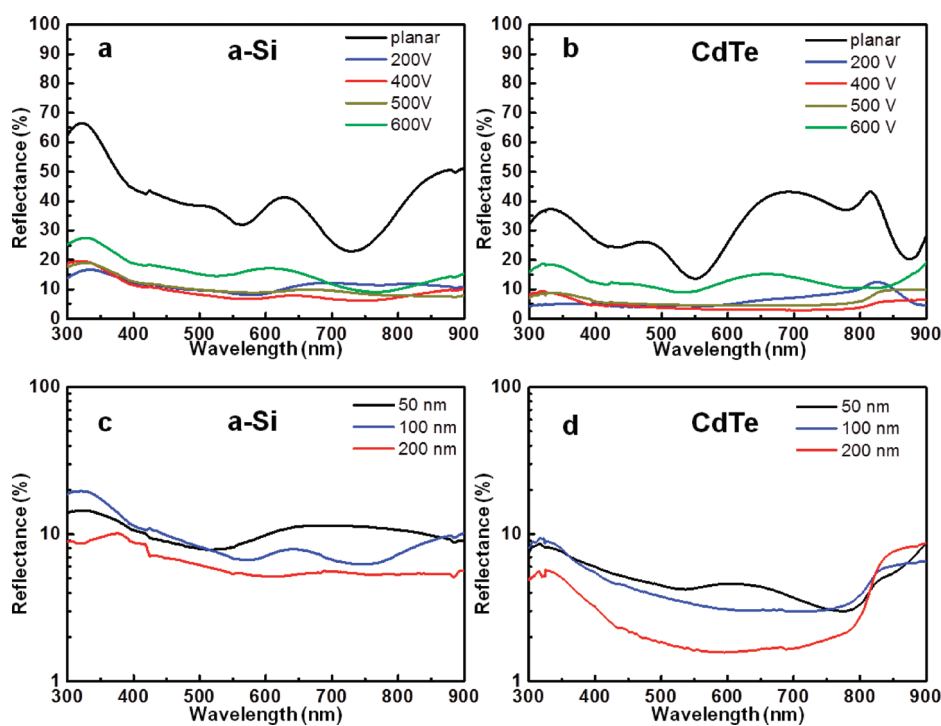 a
a-Si
planar
200V
400V
500V
600V
Reflectance (%)
100
90
80
70
60
50
40
30
20
10
0
300 400 500 600 700 800 900
Wavelength (nm)
b
CdTe
planar
200 V
400 V
500 V
600 V
Reflectance (%)
100
90
80
70
60
50
40
30
20
10
0
300 400 500 600 700 800 900
Wavelength (nm)
c
a-Si
50 nm
100 nm
200 nm
Reflectance (%)
100
10
1
300 400 500 600 700 800 900
Wavelength (nm)
d
CdTe
50 nm
100 nm
200 nm
Reflectance (%)
100
10
1
300 400 500 600 700 800 900
Wavelength (nm)